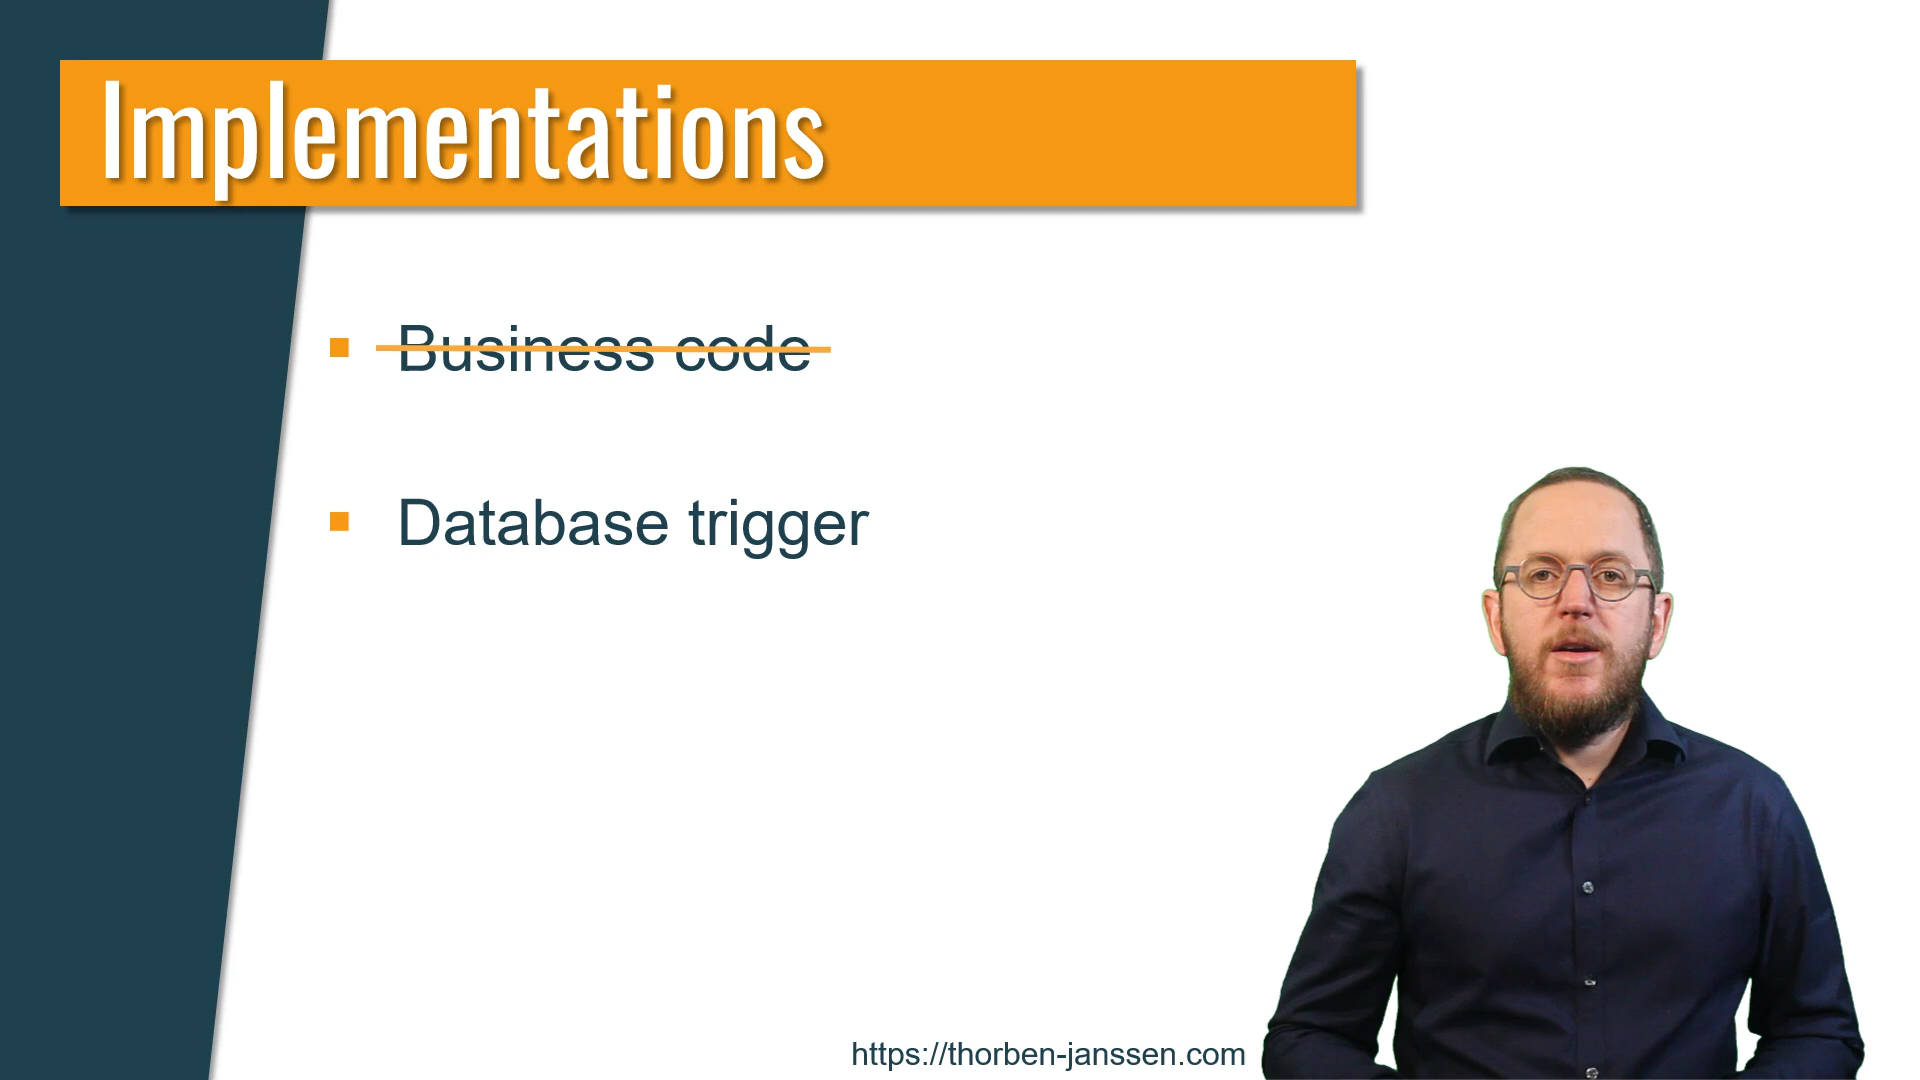 Implementations
Business code
Database trigger
https://thorben-janssen.com